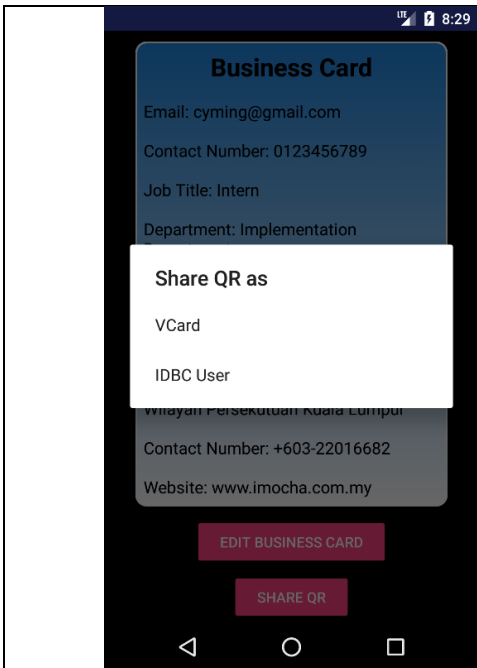 LTE 8:29
Business Card
Email: cyming@gmail.com
Contact Number: 0123456789
Job Title: Intern
Department: Implementation
Share QR as
VCard
IDBC User
Wilayah Persekutuan Kuala Lumpur
Contact Number: +603-22016682
Website: www.imocha.com.my
EDIT BUSINESS CARD
SHARE QR